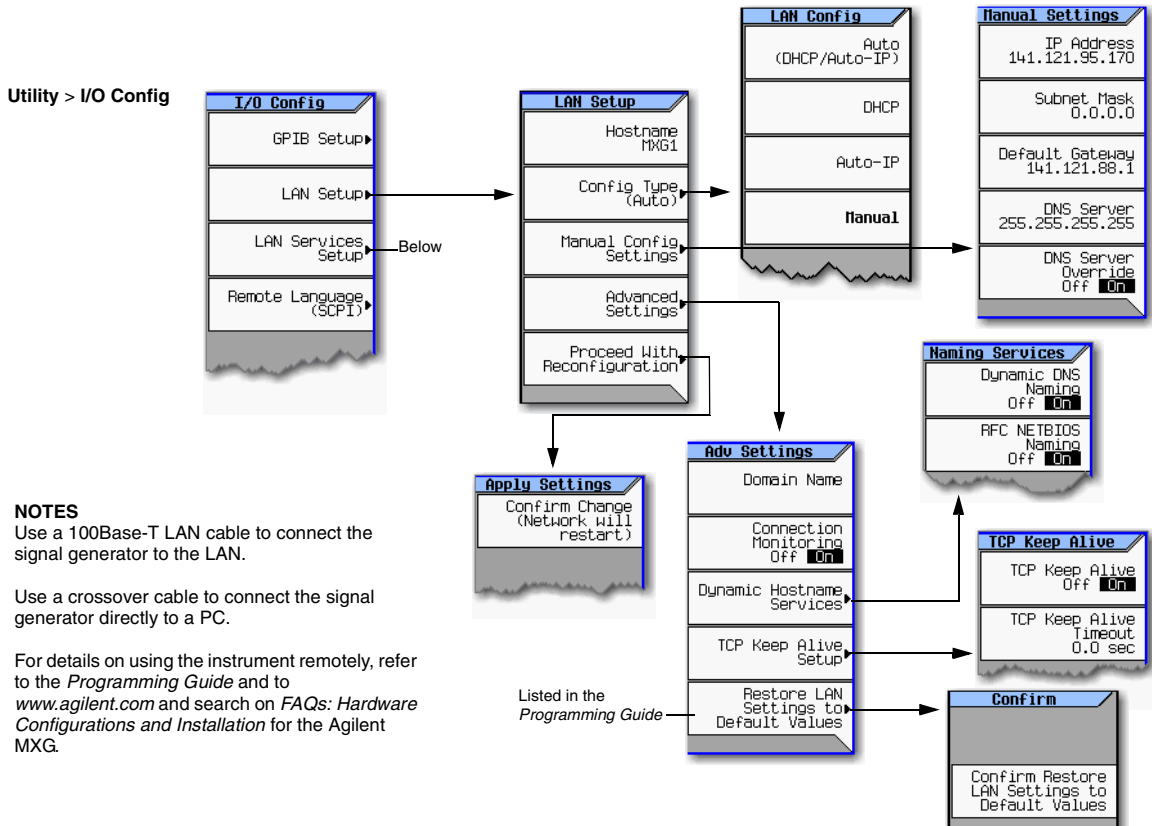 Utility > I/O Config
I/O Config
GPIB Setup
LAN Setup
LAN Services
Setup
Below
Remote Language
(SCPI)
LAN Setup
Hostname
MXG1
Config Type
(Auto)
Manual Config
Settings
Advanced
Settings
Proceed With
Reconfiguration
LAN Config
Auto
(DHCP/Auto-IP)
DHCP
Auto-IP
Manual
Manual Settings
IP Address
141.121.95.170
Subnet Mask
0.0.0.0
Default Gateway
141.121.88.1
DNS Server
255.255.255.255
DNS Server
Override
Off On
Apply Settings
Confirm Change
(Network will
restart)
Adv Settings
Domain Name
Connection
Monitoring
Off On
Dynamic Hostname
Services
TCP Keep Alive
Setup
Restore LAN
Settings to
Default Values
Listed in the
Programming Guide
Naming Services
Dynamic DNS
Naming
Off On
RFC NETBIOS
Naming
Off On
TCP Keep Alive
TCP Keep Alive
Off On
TCP Keep Alive
Timeout
0.0 sec
Confirm
Confirm Restore
LAN Settings to
Default Values
NOTES
Use a 100Base-T LAN cable to connect the
signal generator to the LAN.
Use a crossover cable to connect the signal
generator directly to a PC.
For details on using the instrument remotely, refer
to the Programming Guide and to
www.agilent.com and search on FAQs: Hardware
Configurations and Installation for the Agilent
MXG.